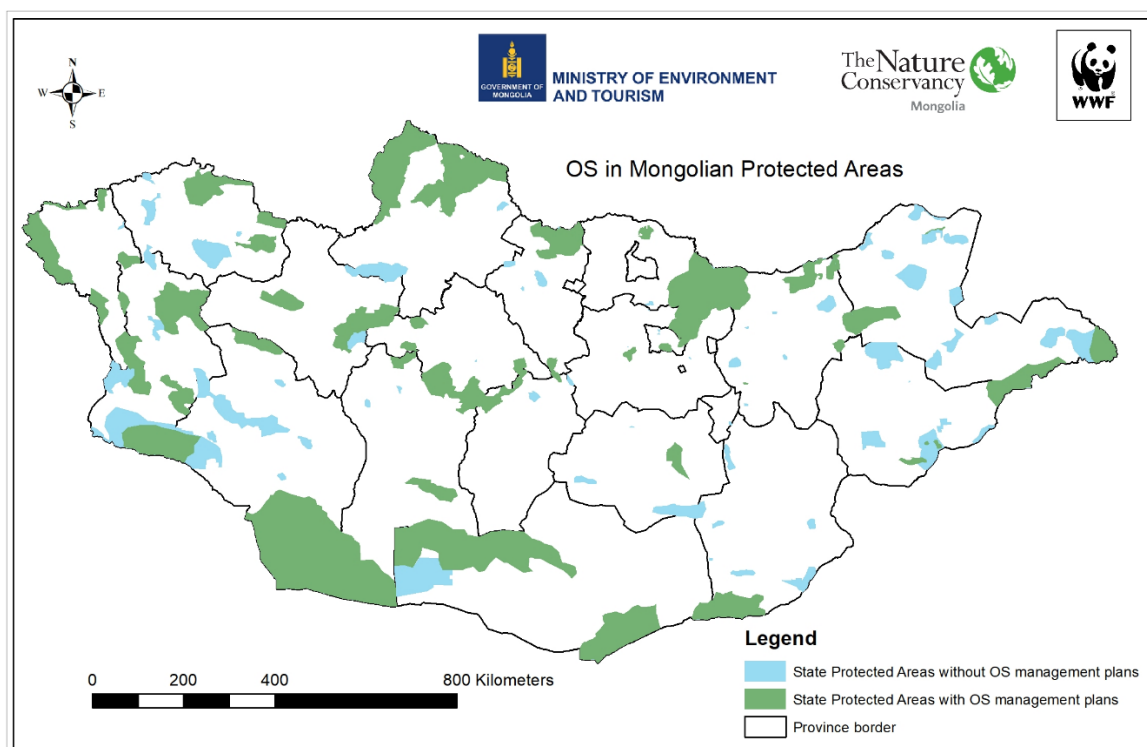 N
W E
S
GOVERNMENT OF
MONGOLIA
MINISTRY OF ENVIRONMENT
AND TOURISM
The Nature
Conservancy
Mongolia
WWF
OS in Mongolian Protected Areas
Legend
State Protected Areas without OS management plans
State Protected Areas with OS management plans
Province border
0 200 400 800 Kilometers